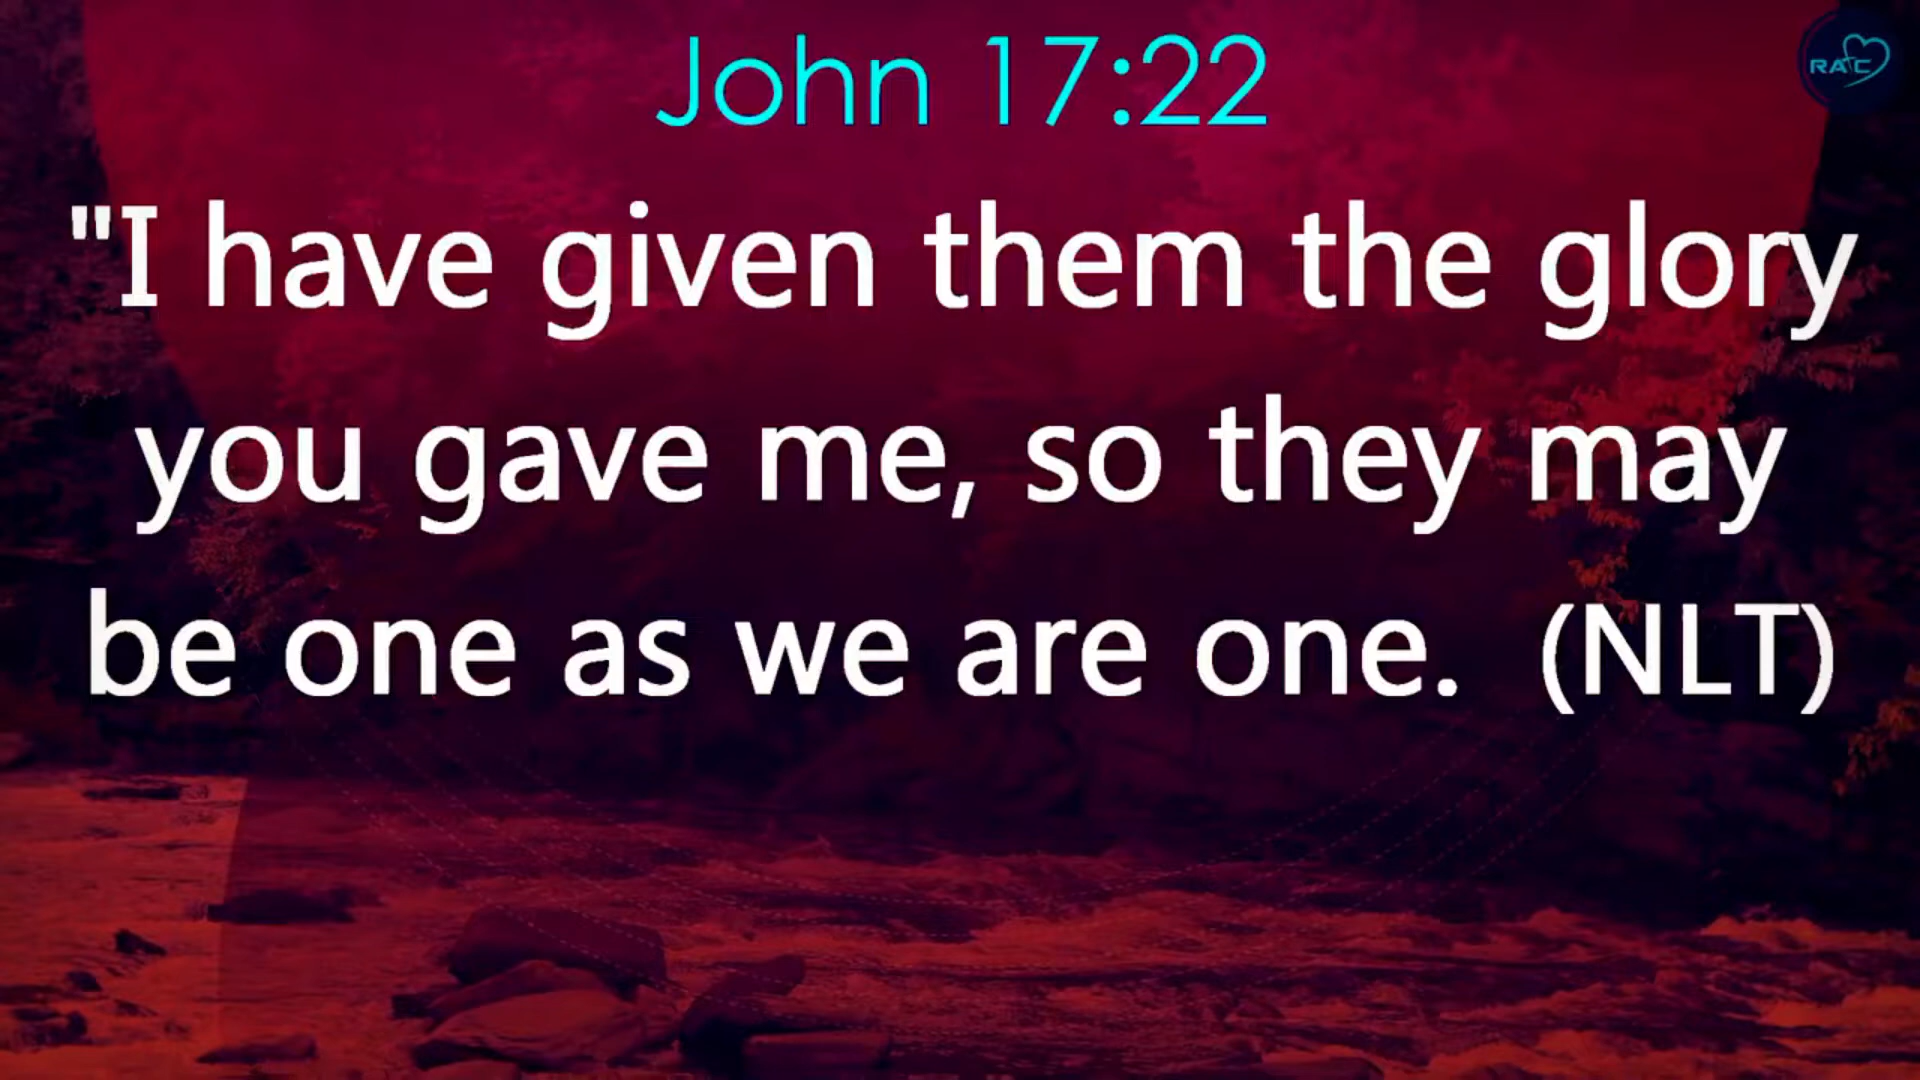 John 17:22
RAC
"I have given them the glory
you gave me, so they may
be one as we are one.  (NLT)